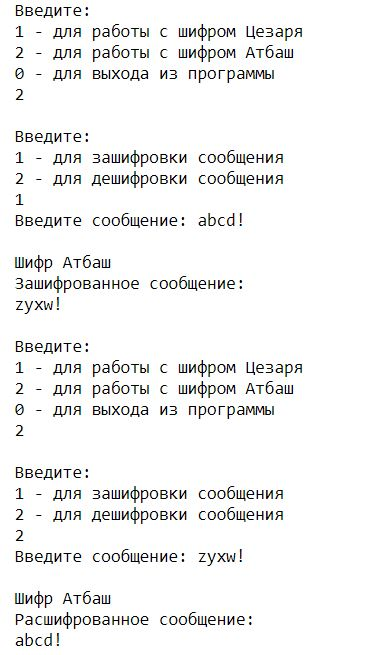 Введите:
1 - для работы с шифром Цезаря
2 - для работы с шифром Атбаш
0 - для выхода из программы
2
Введите:
1 - для зашифровки сообщения
2 - для дешифровки сообщения
1
Введите сообщение: abcd!
Шифр Атбаш
Зашифрованное сообщение:
zyxw!
Введите:
1 - для работы с шифром Цезаря
2 - для работы с шифром Атбаш
0 - для выхода из программы
2
Введите:
1 - для зашифровки сообщения
2 - для дешифровки сообщения
2
Введите сообщение: zyxw!
Шифр Атбаш
Расшифрованное сообщение:
abcd!